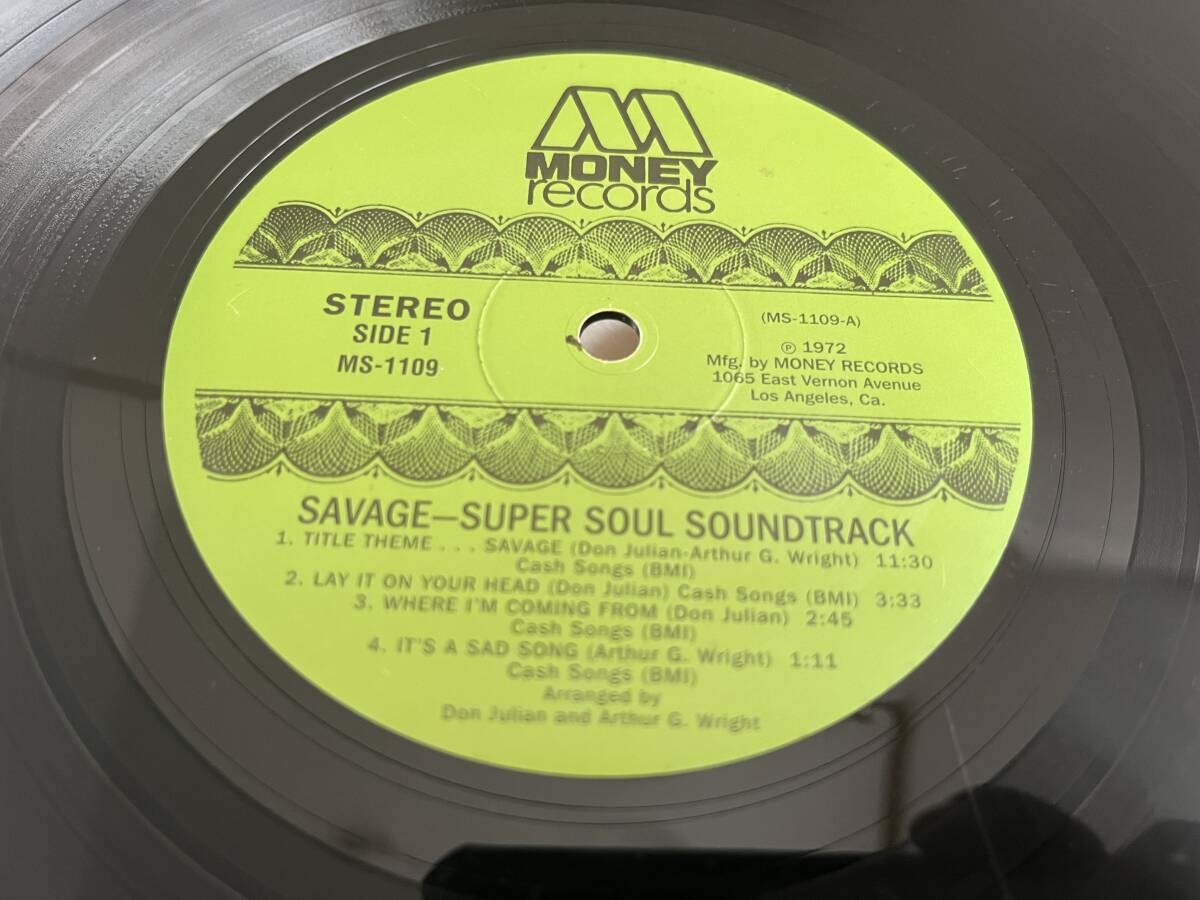 MONEY
records
STEREO
SIDE 1
MS-1109
(MS-1109-A)
℗ 1972
Mfg. by MONEY RECORDS
1065 East Vernon Avenue
Los Angeles, Ca.
SAVAGE—SUPER SOUL SOUNDTRACK
1. TITLE THEME . . . SAVAGE (Don Julian-Arthur G. Wright) 11:30
Cash Songs (BMI)
2. LAY IT ON YOUR HEAD (Don Julian) Cash Songs (BMI) 3:33
3. WHERE I'M COMING FROM (Don Julian) 2:45
Cash Songs (BMI)
4. IT'S A SAD SONG (Arthur G. Wright) 1:11
Cash Songs (BMI)
Arranged by
Don Julian and Arthur G. Wright